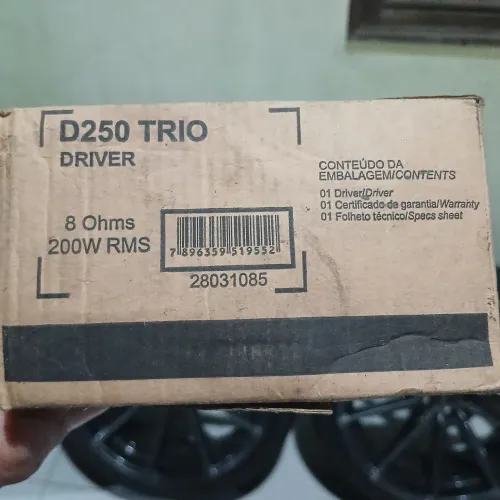 D250 TRIO
DRIVER
8 Ohms
200W RMS
7 896359 519552
28031085
CONTEÚDO DA
EMBALAGEM/CONTENTS
01 Driver/Driver
01 Certificado de garantia/Warranty
01 Folheto técnico/Specs sheet